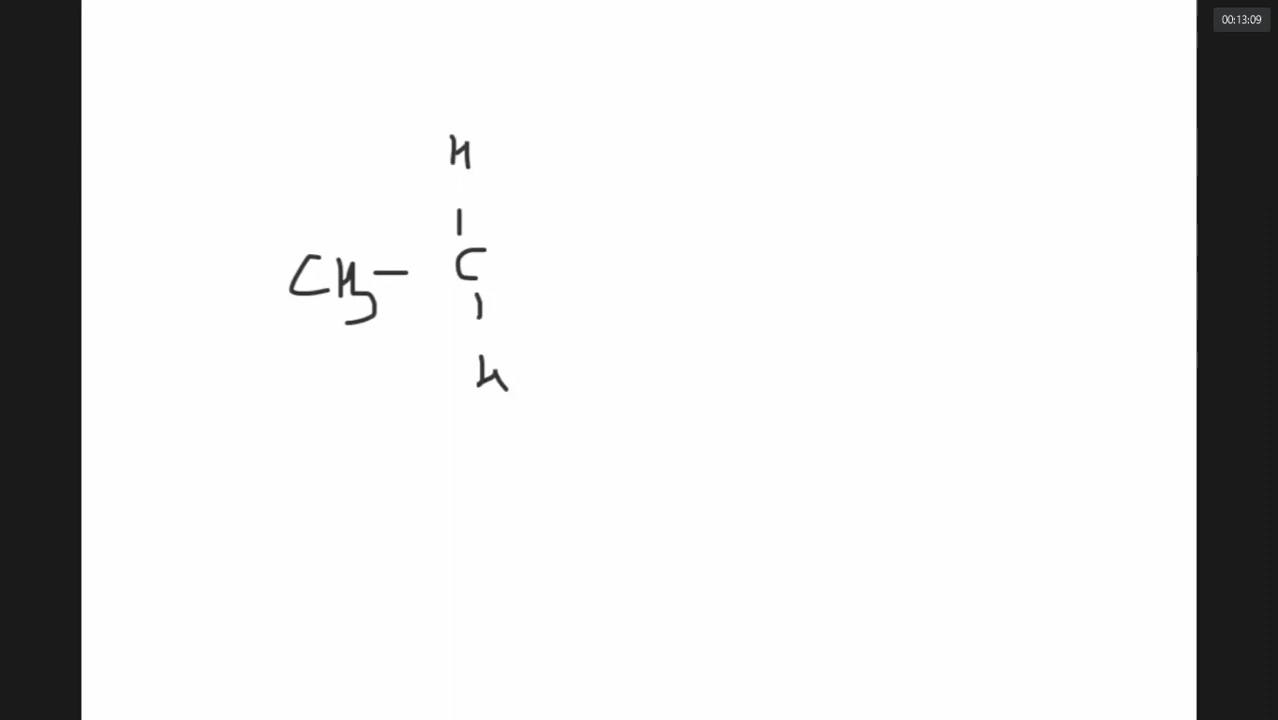 00:13:09
H
|
CH₃ — C
|
H